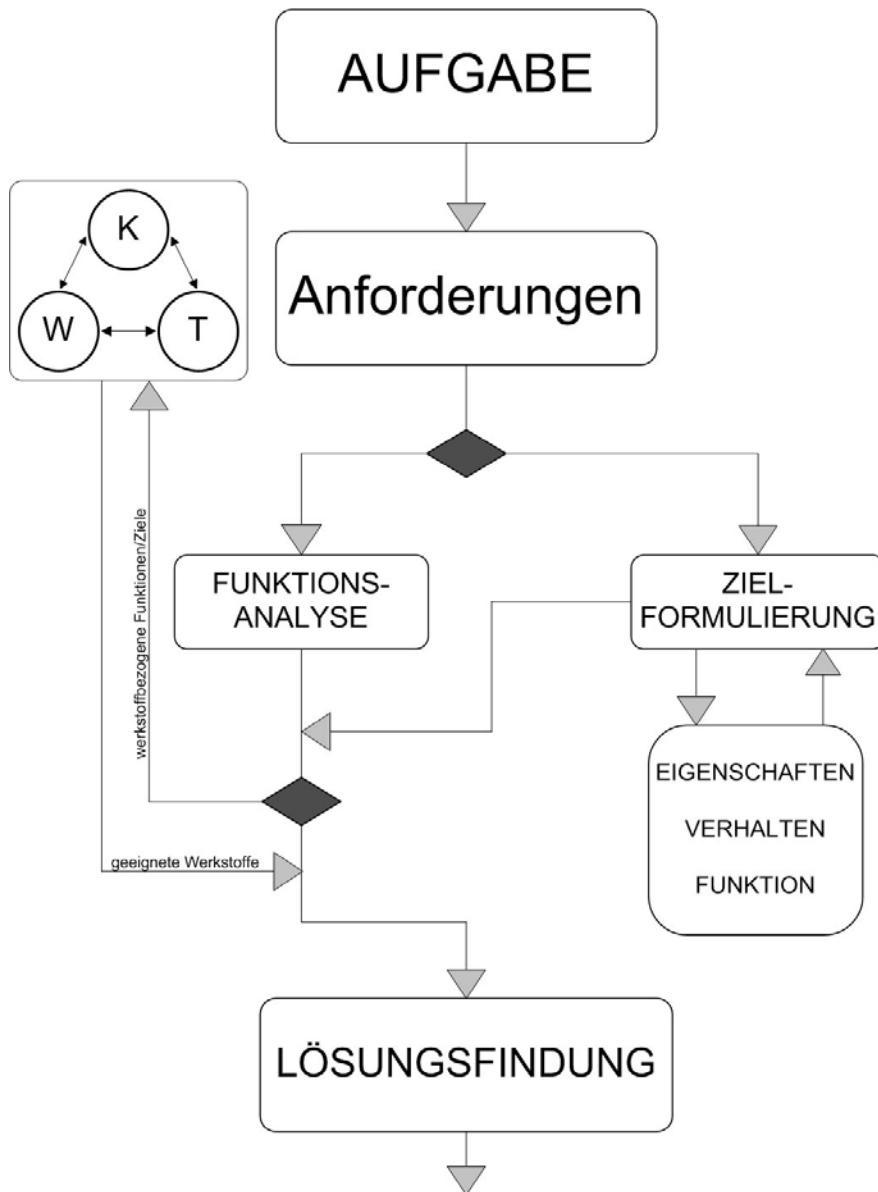 AUFGABE
K
W
T
Anforderungen
werkstoffbezogene Funktionen/Ziele
FUNKTIONS-
ANALYSE
ZIEL-
FORMULIERUNG
EIGENSCHAFTEN
VERHALTEN
FUNKTION
geeignete Werkstoffe
LÖSUNGSFINDUNG